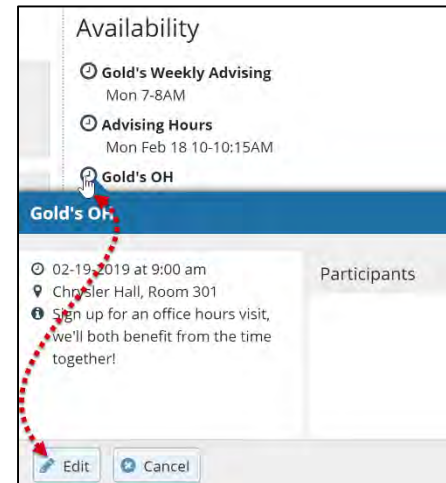 Availability
Gold's Weekly Advising
Mon 7-8AM
Advising Hours
Mon Feb 18 10-10:15AM
Gold's OH
Gold's OH
02-19-2019 at 9:00 am
Participants
Chrysler Hall, Room 301
Sign up for an office hours visit,
we'll both benefit from the time
together!
Edit
Cancel